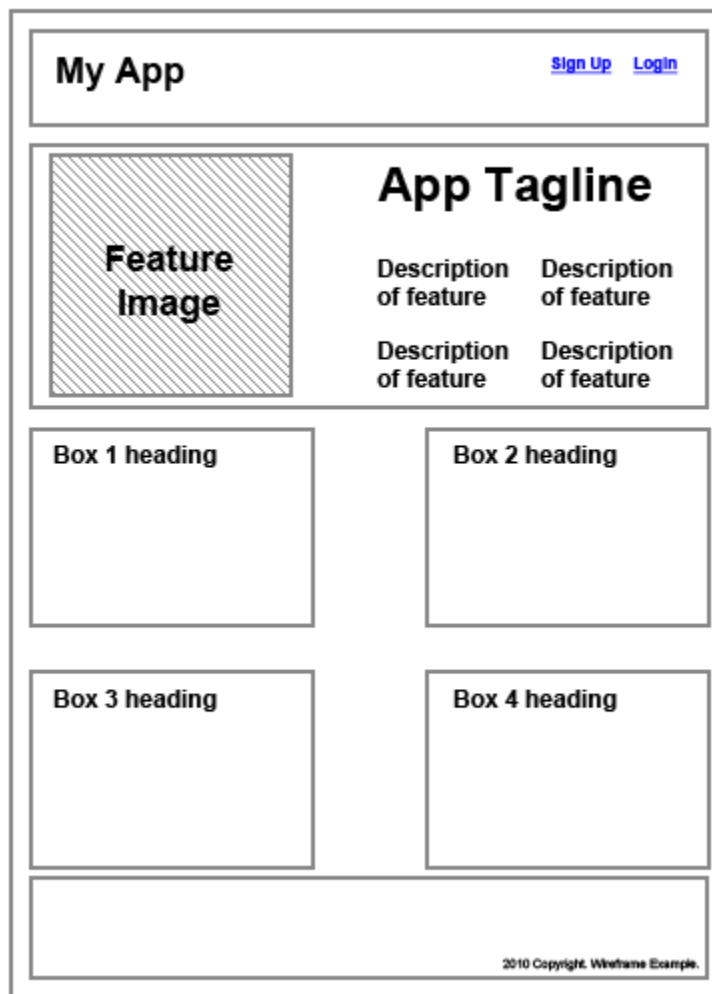 My App
Sign Up Login
App Tagline
Feature
Image
Description
of feature
Description
of feature
Description
of feature
Description
of feature
Box 1 heading
Box 2 heading
Box 3 heading
Box 4 heading
2010 Copyright. Wireframe Example.